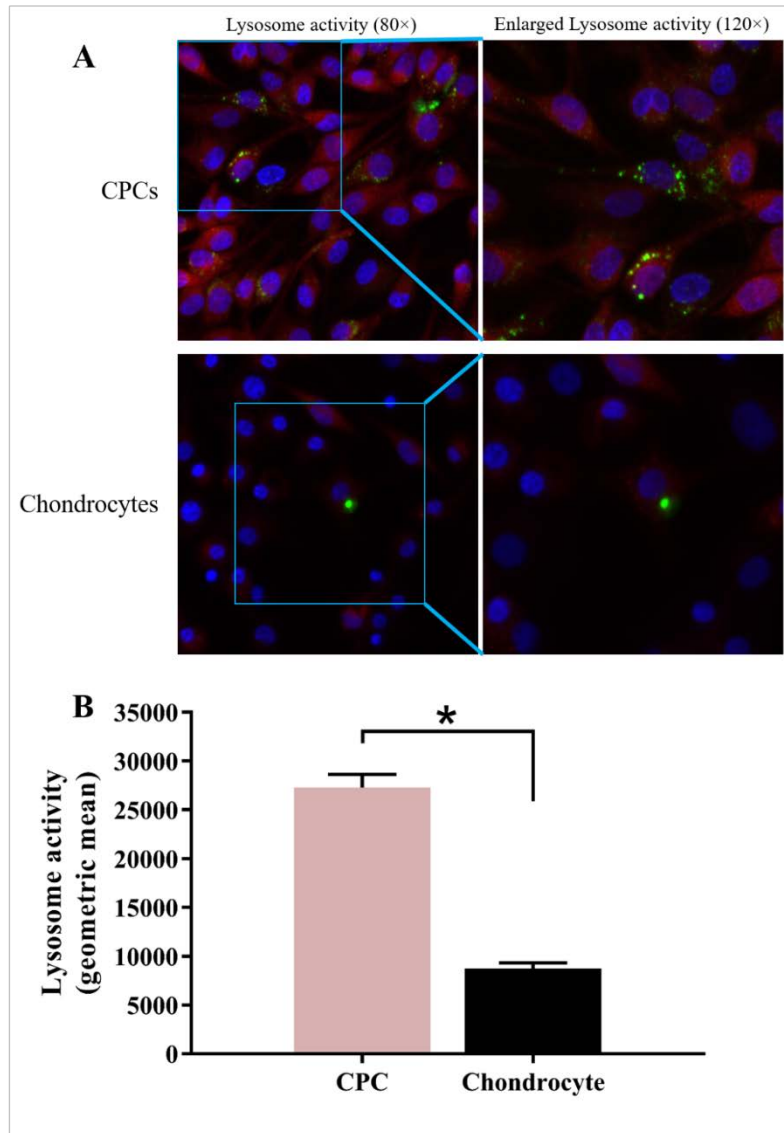 Lysosome activity (80×)
Enlarged Lysosome activity (120×)
A
CPCs
Chondrocytes
B
*
Lysosome activity
(geometric mean)
35000
30000
25000
20000
15000
10000
5000
0
CPC
Chondrocyte